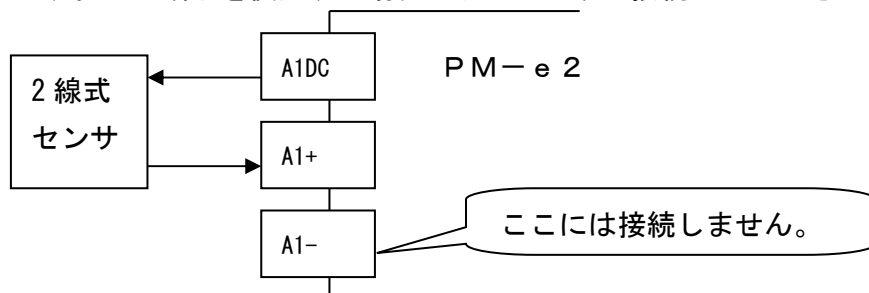 A1DC
PM-e2
2線式
センサ
A1+
A1-
ここには接続しません。